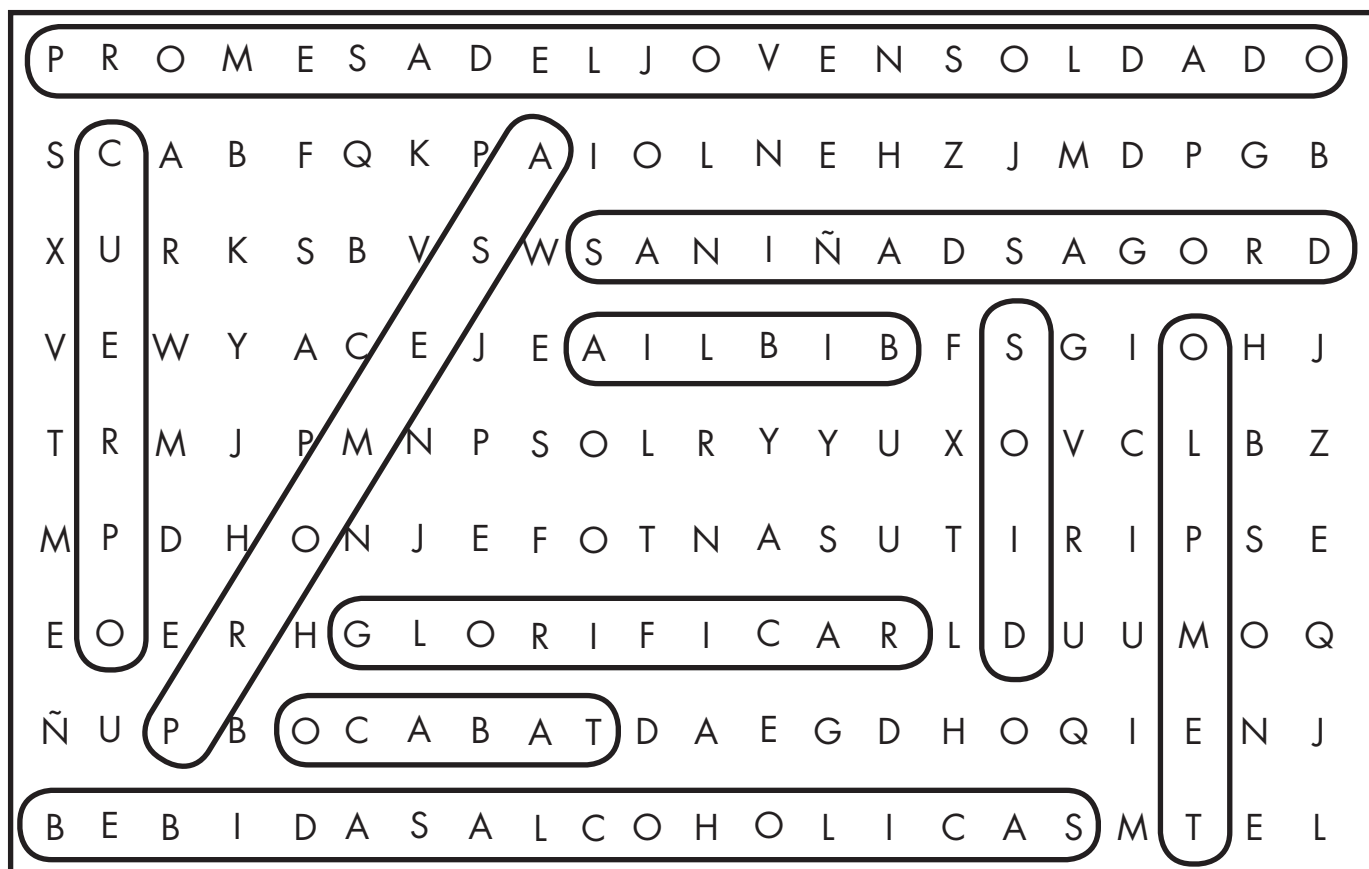 P R O M E S A D E L J O V E N S O L D A D O
S C A B F Q K P A I O L N E H Z J M D P G B
X U R K S B V S W S A N I Ñ A D S A G O R D
V E W Y A C E J E A I L B I B F S G I O H J
T R M J P M N P S O L R Y Y U X O V C L B Z
M P D H O N J E F O T N A S U T I R I P S E
E O E R H G L O R I F I C A R L D U U M O Q
Ñ U P B O C A B A T D A E G D H O Q I E N J
B E B I D A S A L C O H O L I C A S M T E L